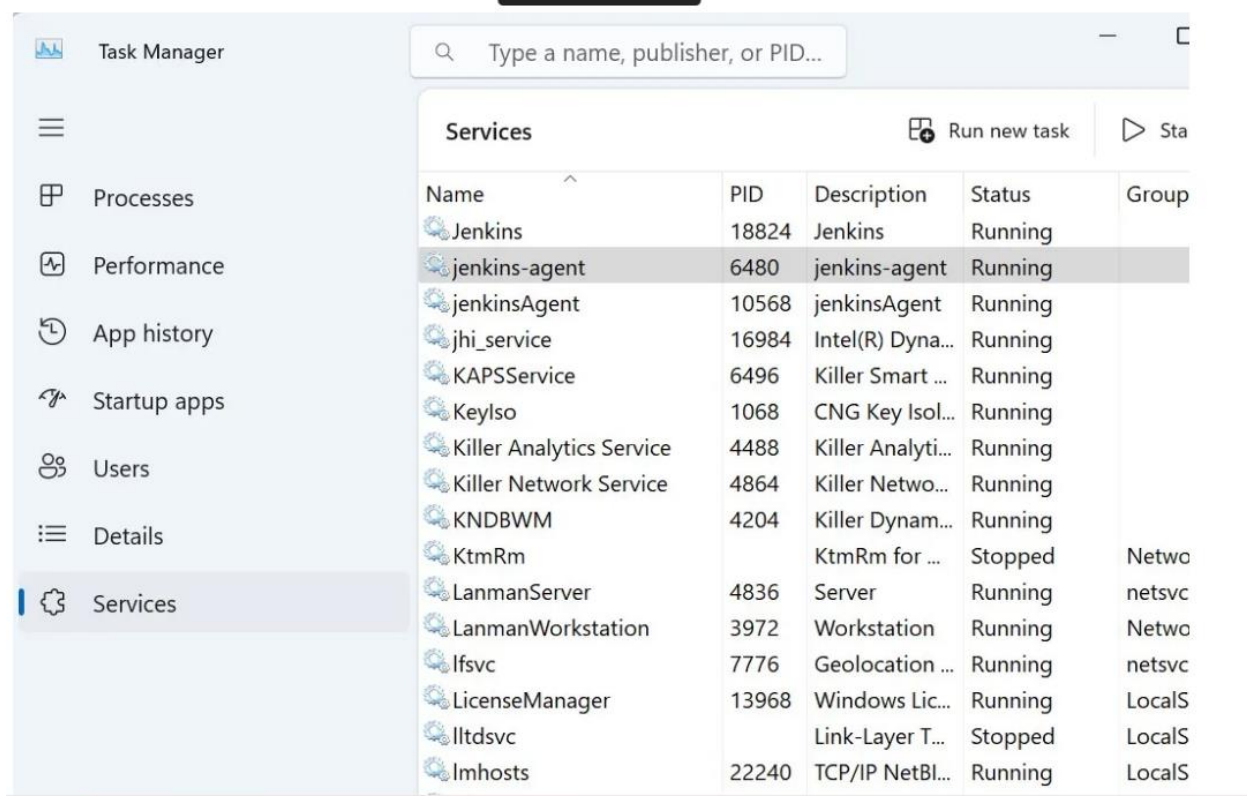 Task Manager
Type a name, publisher, or PID...
Services
Run new task
Sta
Processes
Performance
App history
Startup apps
Users
Details
Services
Name PID Description Status Group
Jenkins 18824 Jenkins Running
jenkins-agent 6480 jenkins-agent Running
jenkinsAgent 10568 jenkinsAgent Running
jhi_service 16984 Intel(R) Dyna... Running
KAPSService 6496 Killer Smart ... Running
KeyIso 1068 CNG Key Isol... Running
Killer Analytics Service 4488 Killer Analyti... Running
Killer Network Service 4864 Killer Netwo... Running
KNDBWM 4204 Killer Dynam... Running
KtmRm KtmRm for ... Stopped Netwo
LanmanServer 4836 Server Running netsvc
LanmanWorkstation 3972 Workstation Running Netwo
lfsvc 7776 Geolocation ... Running netsvc
LicenseManager 13968 Windows Lic... Running LocalS
lltdsvc Link-Layer T... Stopped LocalS
lmhosts 22240 TCP/IP NetBI... Running LocalS